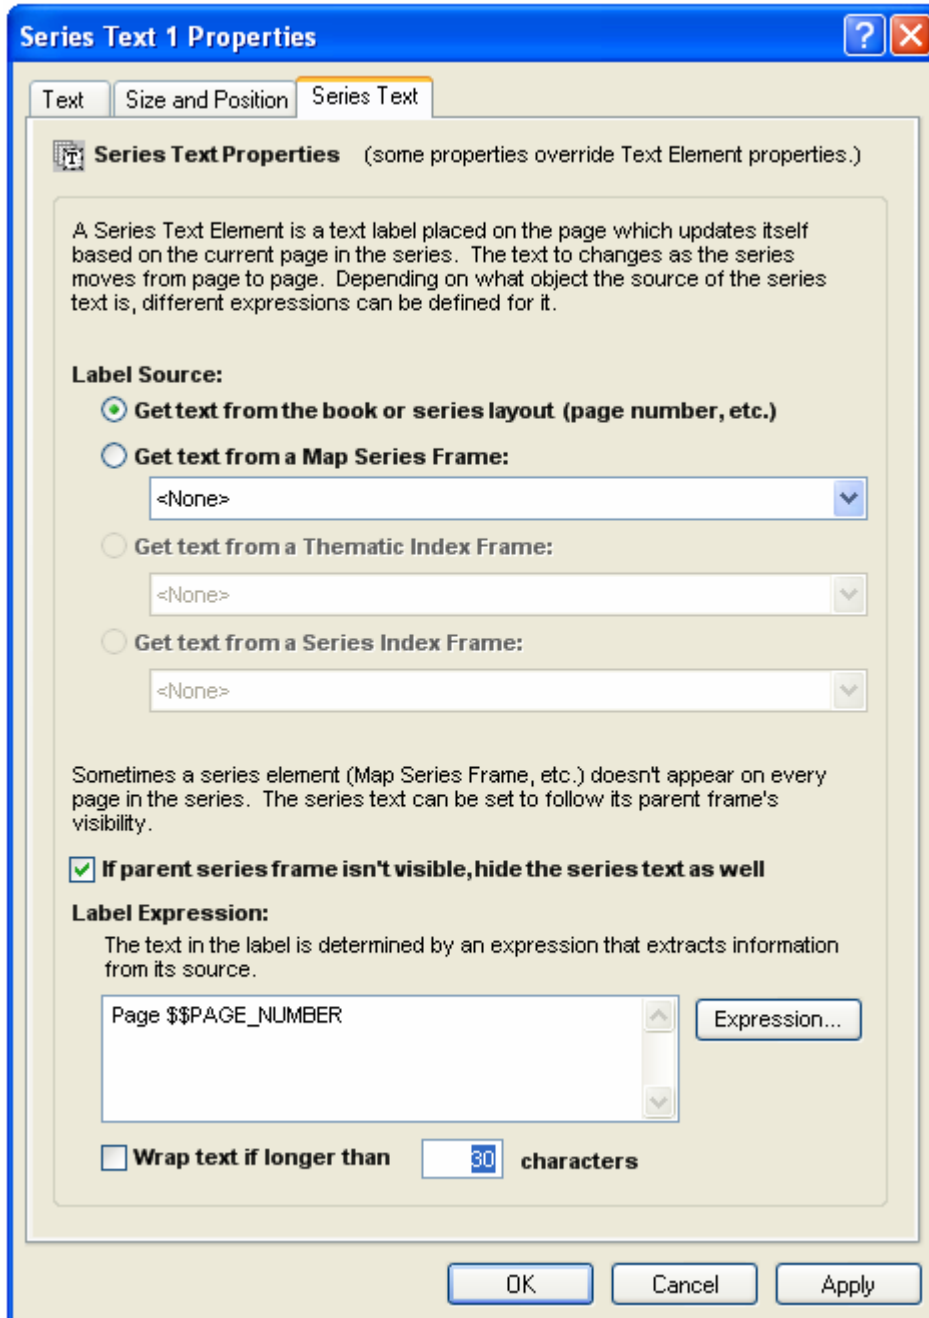 Series Text 1 Properties
Text Size and Position Series Text
Series Text Properties (some properties override Text Element properties.)
A Series Text Element is a text label placed on the page which updates itself
based on the current page in the series. The text to changes as the series
moves from page to page. Depending on what object the source of the series
text is, different expressions can be defined for it.
Label Source:
Get text from the book or series layout (page number, etc.)
Get text from a Map Series Frame:
<None>
Get text from a Thematic Index Frame:
<None>
Get text from a Series Index Frame:
<None>
Sometimes a series element (Map Series Frame, etc.) doesn't appear on every
page in the series. The series text can be set to follow its parent frame's
visibility.
If parent series frame isn't visible, hide the series text as well
Label Expression:
The text in the label is determined by an expression that extracts information
from its source.
Page $$PAGE_NUMBER
Expression...
Wrap text if longer than 30 characters
OK Cancel Apply